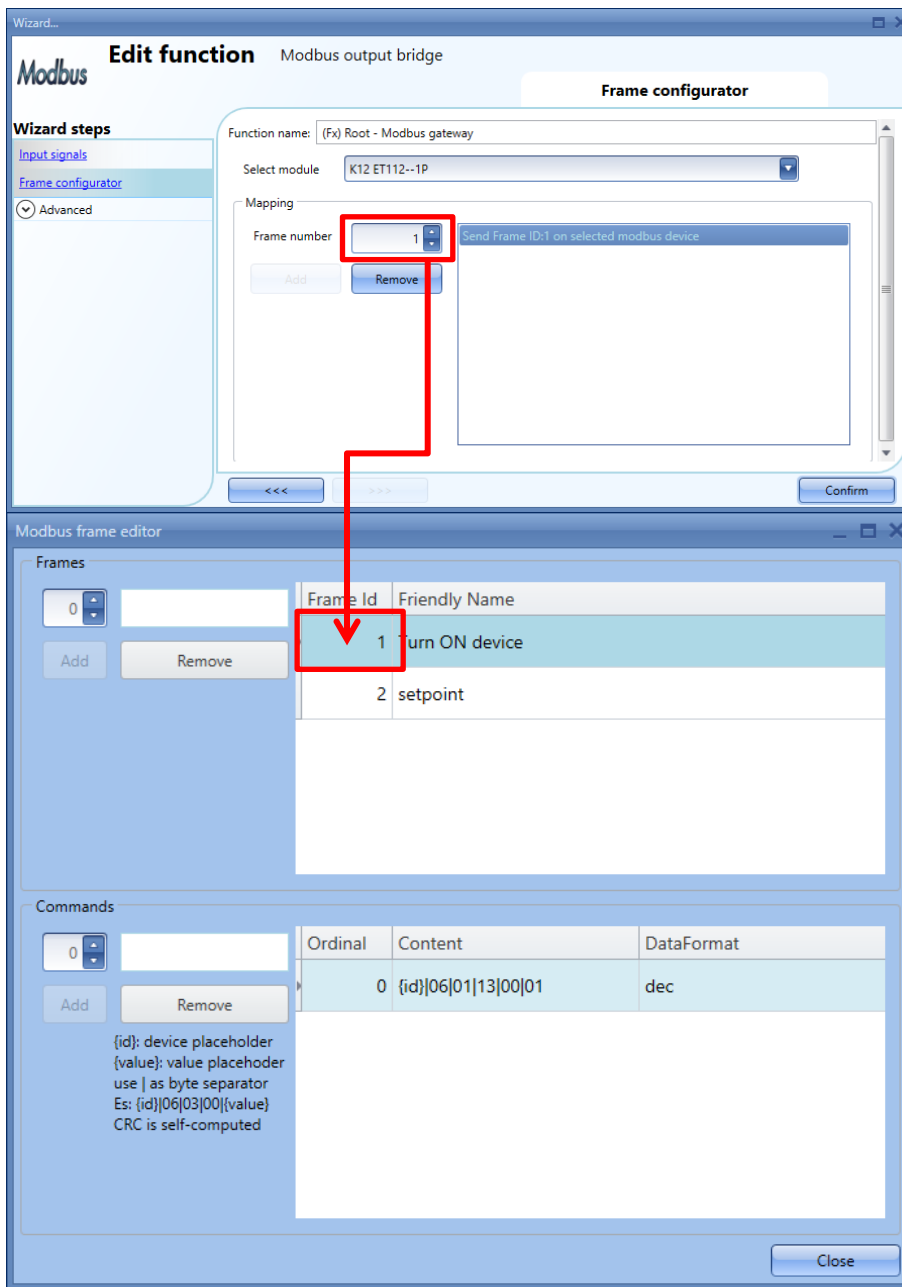 Wizard...
Modbus
Edit function Modbus output bridge
Frame configurator
Wizard steps
Input signals
Frame configurator
Advanced
Function name: (Fx) Root - Modbus gateway
Select module K12 ET112--1P
Mapping
Frame number 1
Send Frame ID:1 on selected modbus device
Add Remove
<<< >>> Confirm
Modbus frame editor
Frames
0
Add Remove
Frame Id Friendly Name
1 Turn ON device
2 setpoint
Commands
0
Add Remove
{id}: device placeholder
{value}: value placehoder
use | as byte separator
Es: {id}|06|03|00|{value}
CRC is self-computed
Ordinal Content DataFormat
0 {id}|06|01|13|00|01 dec
Close